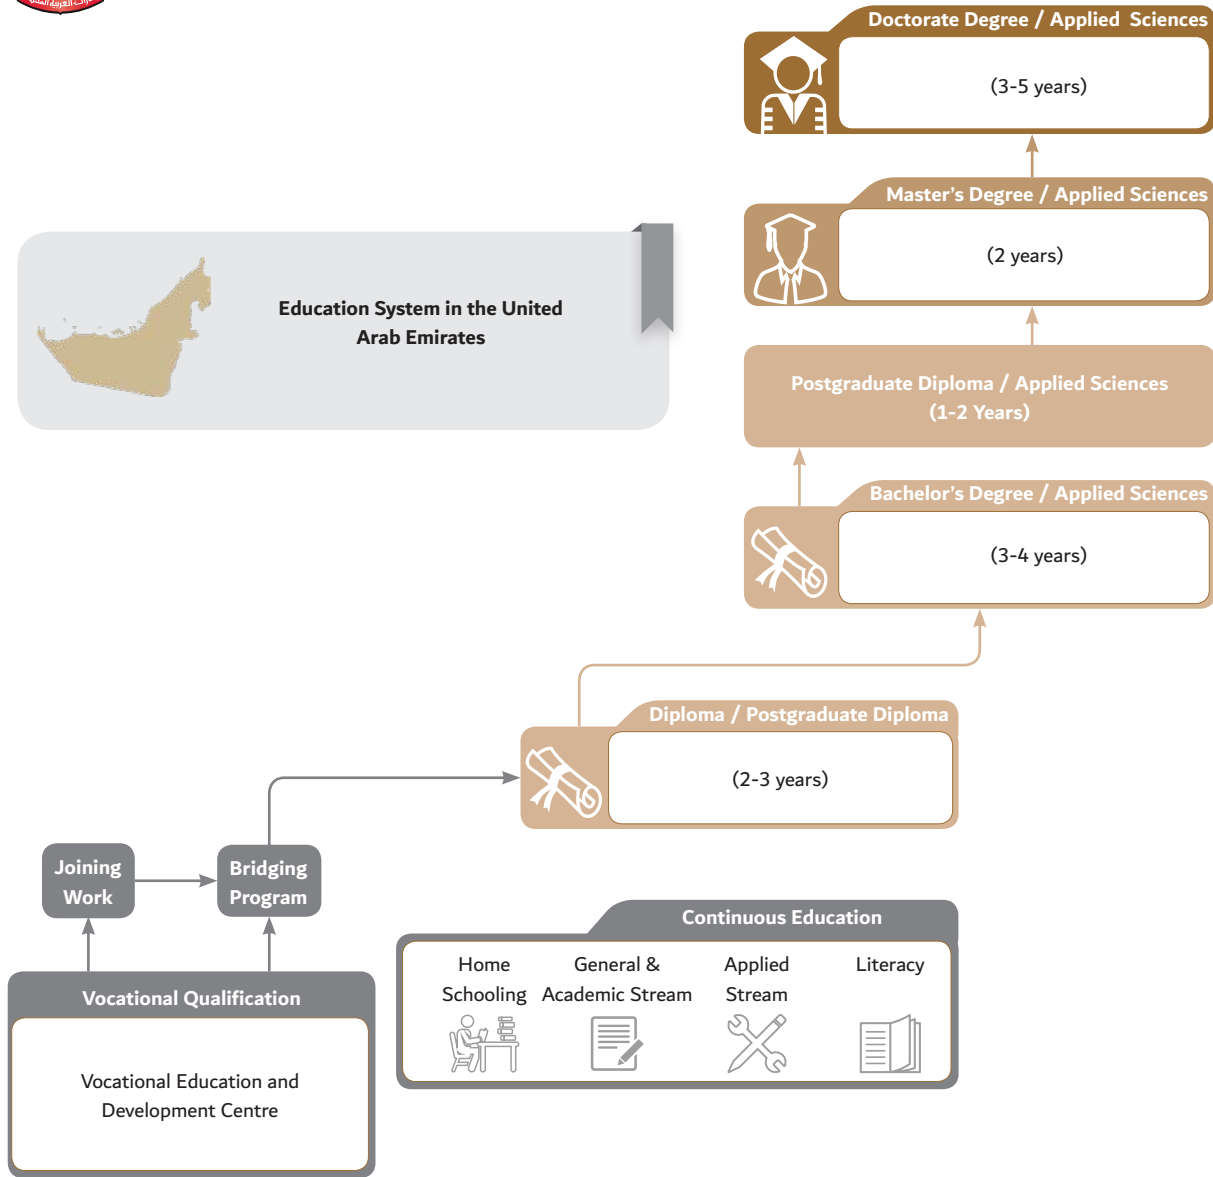 Doctorate Degree / Applied Sciences
(3-5 years)
Master's Degree / Applied Sciences
(2 years)
Education System in the United
Arab Emirates
Postgraduate Diploma / Applied Sciences
(1-2 Years)
Bachelor's Degree / Applied Sciences
(3-4 years)
Diploma / Postgraduate Diploma
(2-3 years)
Joining
Work
Bridging
Program
Continuous Education
Home
Schooling
General &
Academic Stream
Applied
Stream
Literacy
Vocational Qualification
Vocational Education and
Development Centre